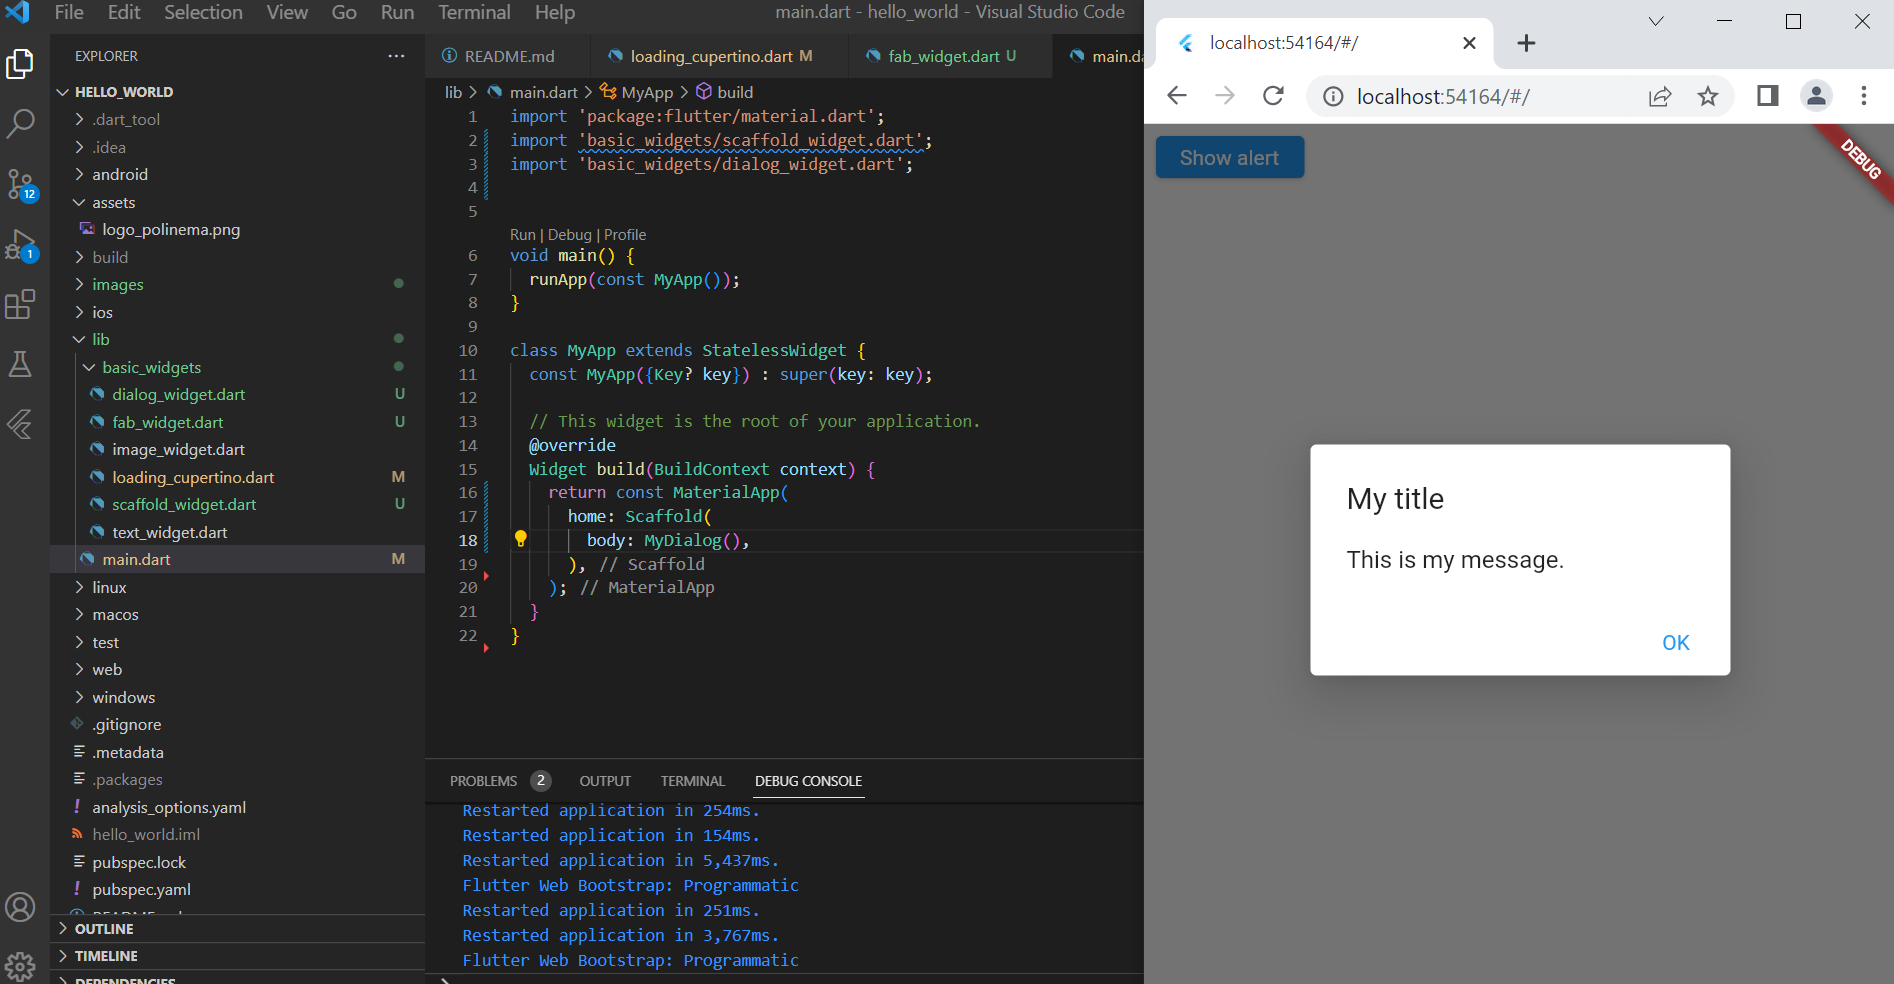 File Edit Selection View Go Run Terminal Help
main.dart - hello_world - Visual Studio Code
EXPLORER
HELLO_WORLD
.dart_tool
.idea
android
assets
logo_polinema.png
build
images
ios
lib
basic_widgets
dialog_widget.dart U
fab_widget.dart U
image_widget.dart
loading_cupertino.dart M
scaffold_widget.dart U
text_widget.dart
main.dart M
linux
macos
test
web
windows
.gitignore
.metadata
.packages
analysis_options.yaml
hello_world.iml
pubspec.lock
pubspec.yaml
OUTLINE
TIMELINE
DEPENDENCIES
12
1
README.md
loading_cupertino.dart M
fab_widget.dart U
lib > main.dart > MyApp > build
1 import 'package:flutter/material.dart';
2 import 'basic_widgets/scaffold_widget.dart';
3 import 'basic_widgets/dialog_widget.dart';
4
5
Run | Debug | Profile
6 void main() {
7 runApp(const MyApp());
8 }
9
10 class MyApp extends StatelessWidget {
11 const MyApp({Key? key}) : super(key: key);
12
13 // This widget is the root of your application.
14 @override
15 Widget build(BuildContext context) {
16 return const MaterialApp(
17 home: Scaffold(
18 body: MyDialog(),
19 ), // Scaffold
20 ); // MaterialApp
21 }
22 }
PROBLEMS 2 OUTPUT TERMINAL DEBUG CONSOLE
Restarted application in 254ms.
Restarted application in 154ms.
Restarted application in 5,437ms.
Flutter Web Bootstrap: Programmatic
Restarted application in 251ms.
Restarted application in 3,767ms.
Flutter Web Bootstrap: Programmatic
localhost:54164/#/
localhost:54164/#/
Show alert
DEBUG
My title
This is my message.
OK